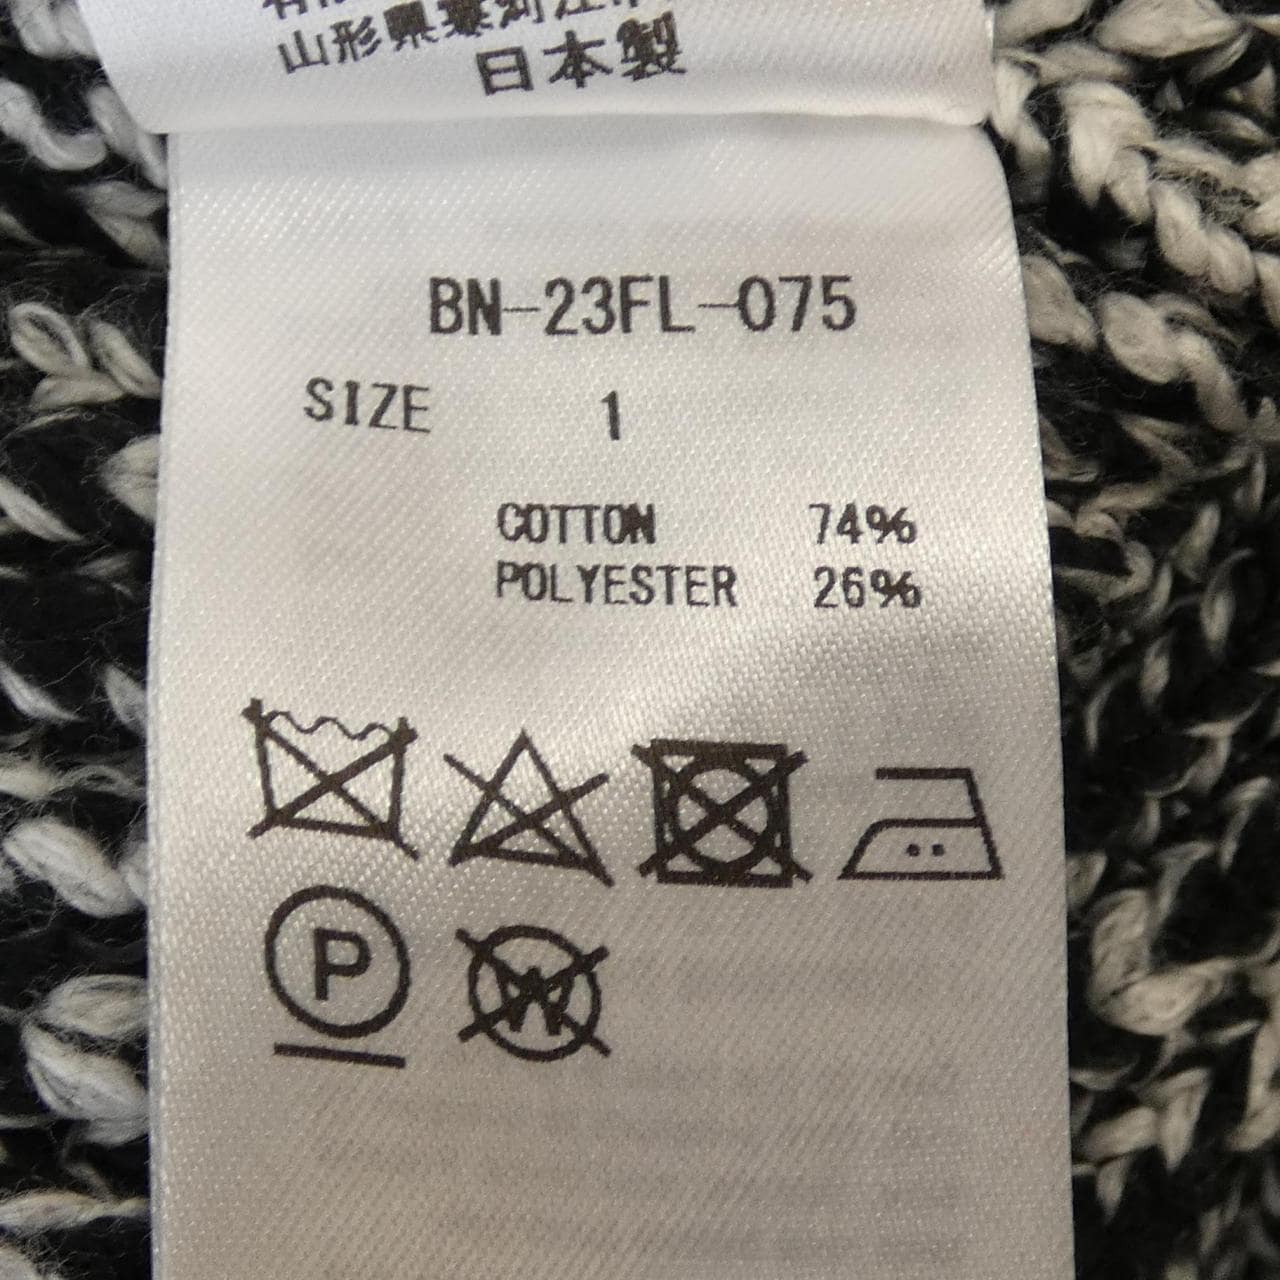 山形県寒河江市
日本製
BN-23FL-075
SIZE 1
COTTON 74%
POLYESTER 26%
P
W